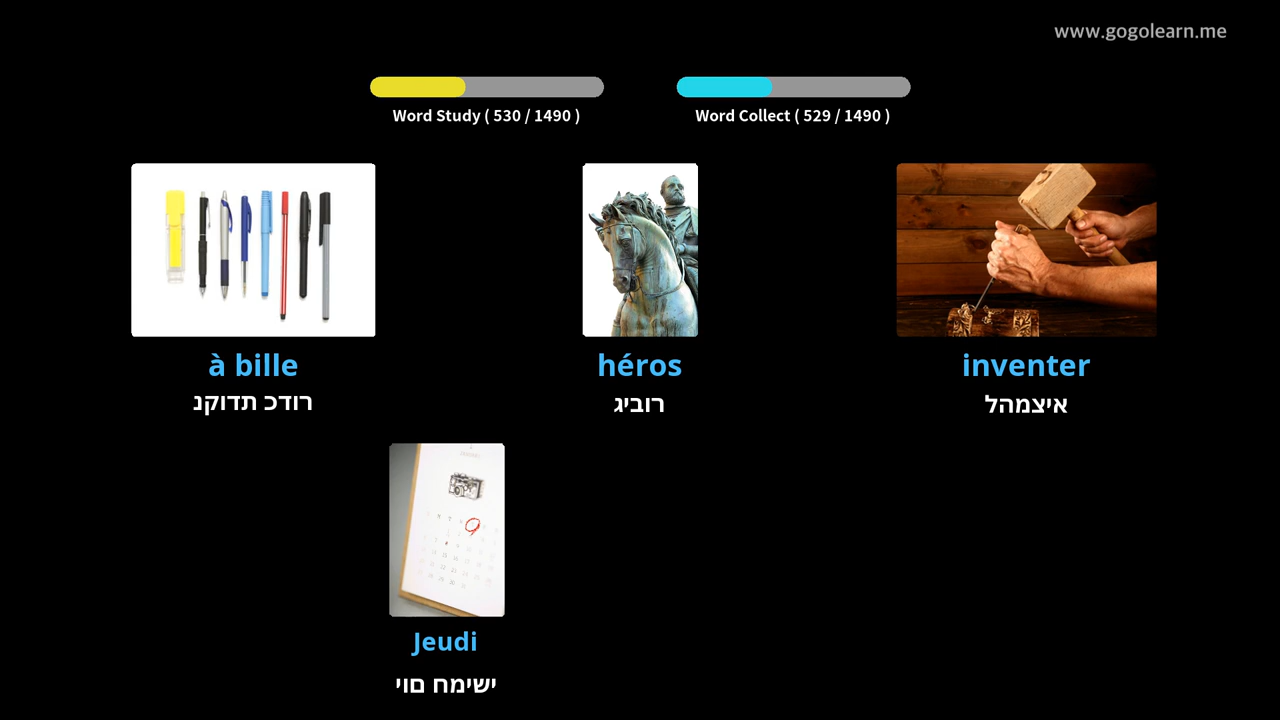 www.gogolearn.me
Word Study ( 530 / 1490 )
Word Collect ( 529 / 1490 )
à bille
רודכ תדוקנ
héros
רוביג
inventer
איצמהל
Jeudi
ישימח םוי